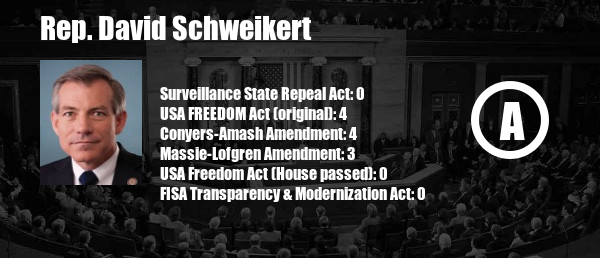 Rep. David Schweikert
Surveillance State Repeal Act: 0
USA FREEDOM Act (original): 4
Conyers-Amash Amendment: 4
Massie-Lofgren Amendment: 3
USA Freedom Act (House passed): 0
FISA Transparency & Modernization Act: 0
A